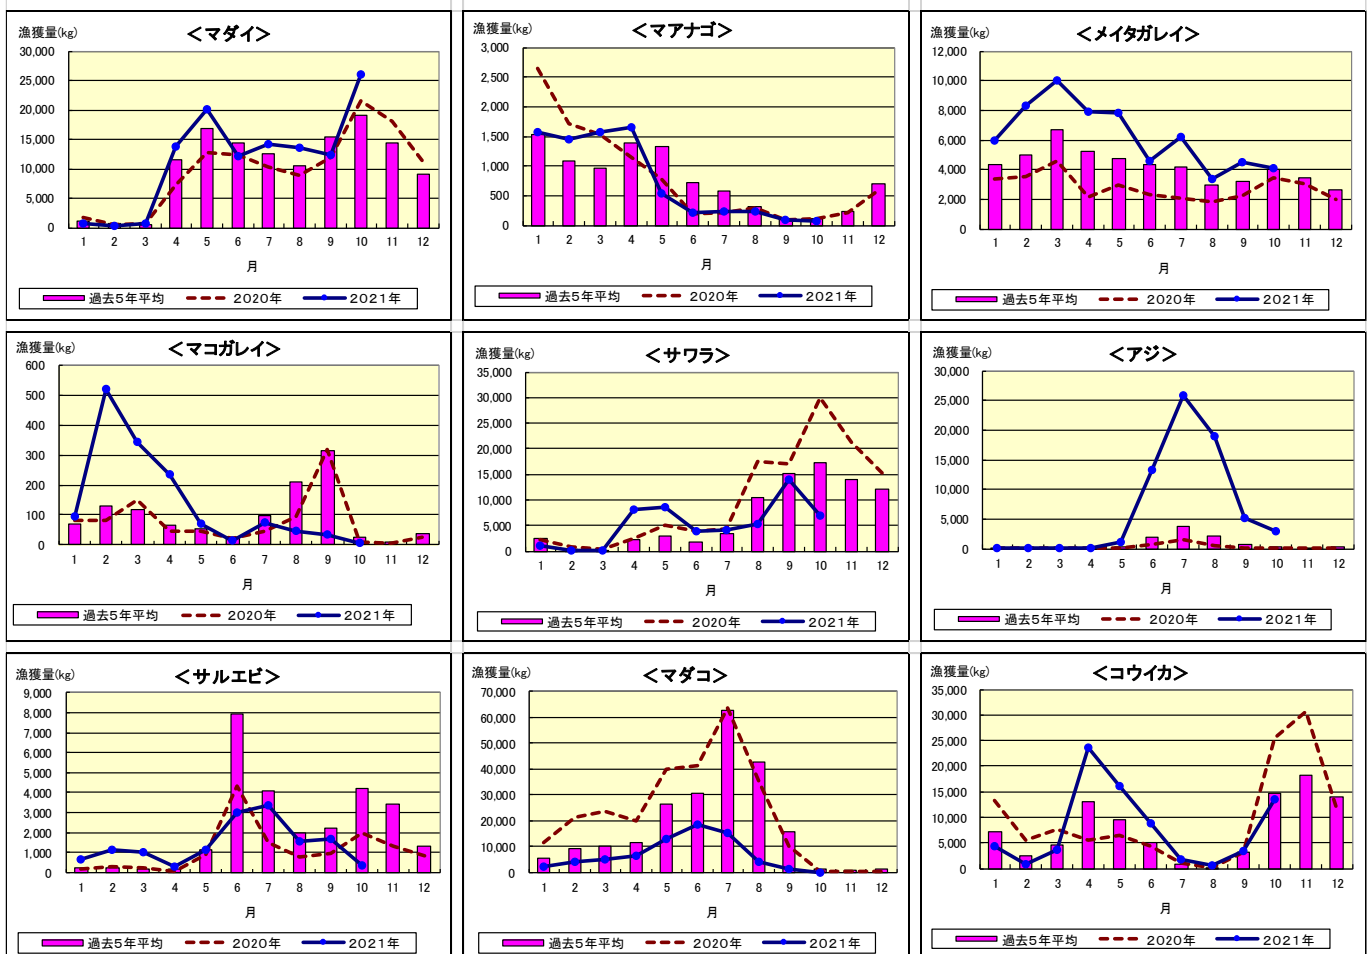 漁獲量(kg)
＜マダイ＞
30,000
25,000
20,000
15,000
10,000
5,000
0
1 2 3 4 5 6 7 8 9 10 11 12
月
過去5年平均 2020年 2021年
漁獲量(kg)
＜マアナゴ＞
3,000
2,500
2,000
1,500
1,000
500
0
1 2 3 4 5 6 7 8 9 10 11 12
月
過去5年平均 2020年 2021年
漁獲量(kg)
＜メイタガレイ＞
12,000
10,000
8,000
6,000
4,000
2,000
0
1 2 3 4 5 6 7 8 9 10 11 12
月
過去5年平均 2020年 2021年
漁獲量(kg)
＜マコガレイ＞
600
500
400
300
200
100
0
1 2 3 4 5 6 7 8 9 10 11 12
月
過去5年平均 2020年 2021年
漁獲量(kg)
＜サワラ＞
35,000
30,000
25,000
20,000
15,000
10,000
5,000
0
1 2 3 4 5 6 7 8 9 10 11 12
月
過去5年平均 2020年 2021年
漁獲量(kg)
＜アジ＞
30,000
25,000
20,000
15,000
10,000
5,000
0
1 2 3 4 5 6 7 8 9 10 11 12
月
過去5年平均 2020年 2021年
漁獲量(kg)
＜サルエビ＞
9,000
8,000
7,000
6,000
5,000
4,000
3,000
2,000
1,000
0
1 2 3 4 5 6 7 8 9 10 11 12
月
過去5年平均 2020年 2021年
漁獲量(kg)
＜マダコ＞
70,000
60,000
50,000
40,000
30,000
20,000
10,000
0
1 2 3 4 5 6 7 8 9 10 11 12
月
過去5年平均 2020年 2021年
漁獲量(kg)
＜コウイカ＞
35,000
30,000
25,000
20,000
15,000
10,000
5,000
0
1 2 3 4 5 6 7 8 9 10 11 12
月
過去5年平均 2020年 2021年